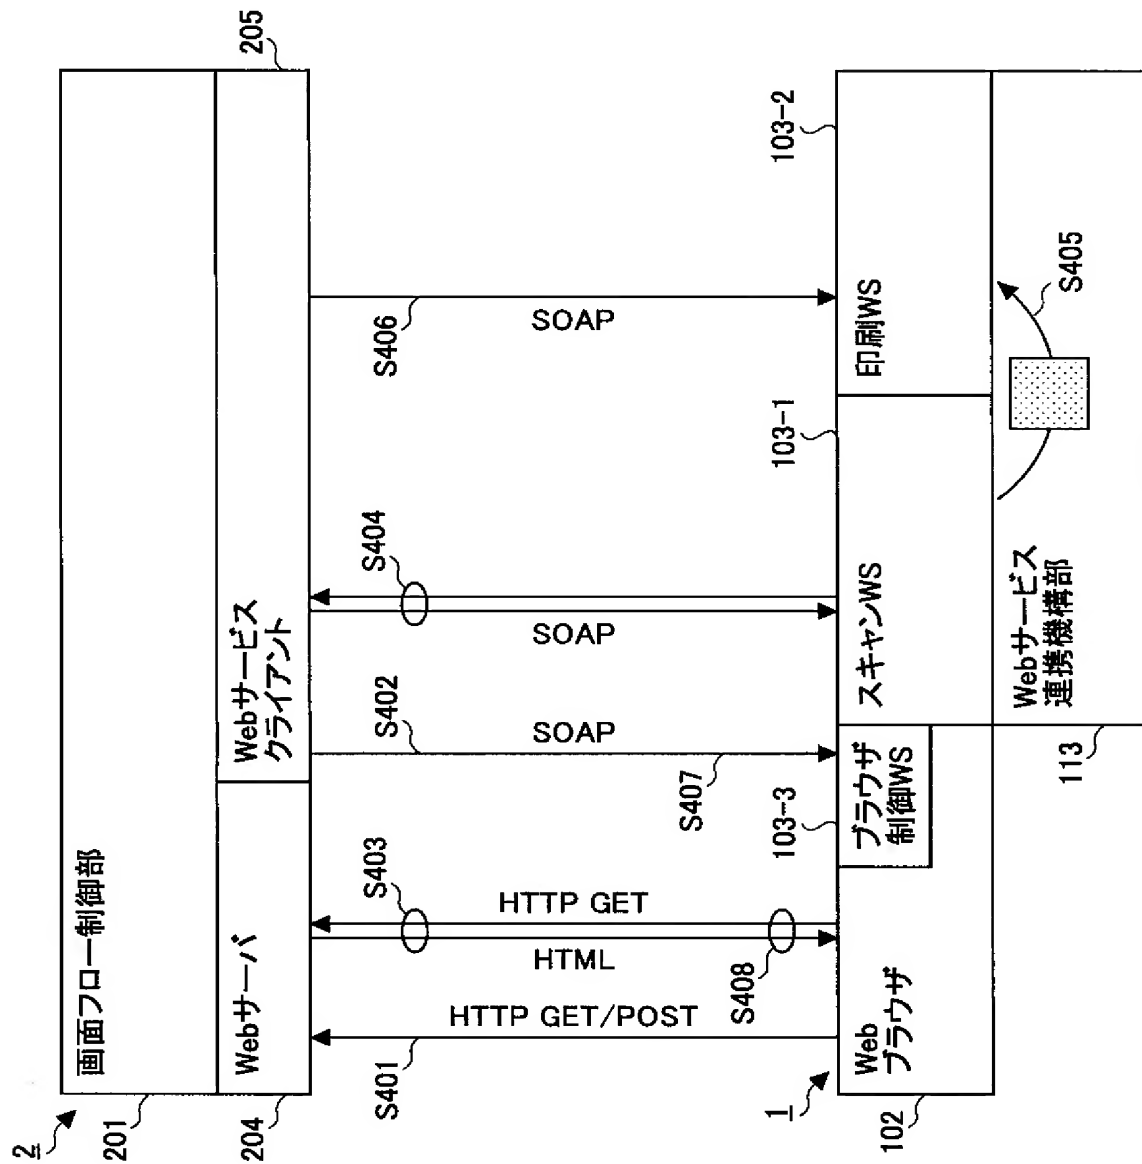 2
201
画面フロー制御部
204
Webサーバ
Webサービス
クライアント
205
S401
S403
S402
S404
S406
HTTP GET/POST
HTTP GET
HTML
SOAP
SOAP
SOAP
S408
S407
1
103-3
103-1
103-2
102
Web
ブラウザ
ブラウザ
制御WS
スキャンWS
印刷WS
113
Webサービス
連携機構部
S405